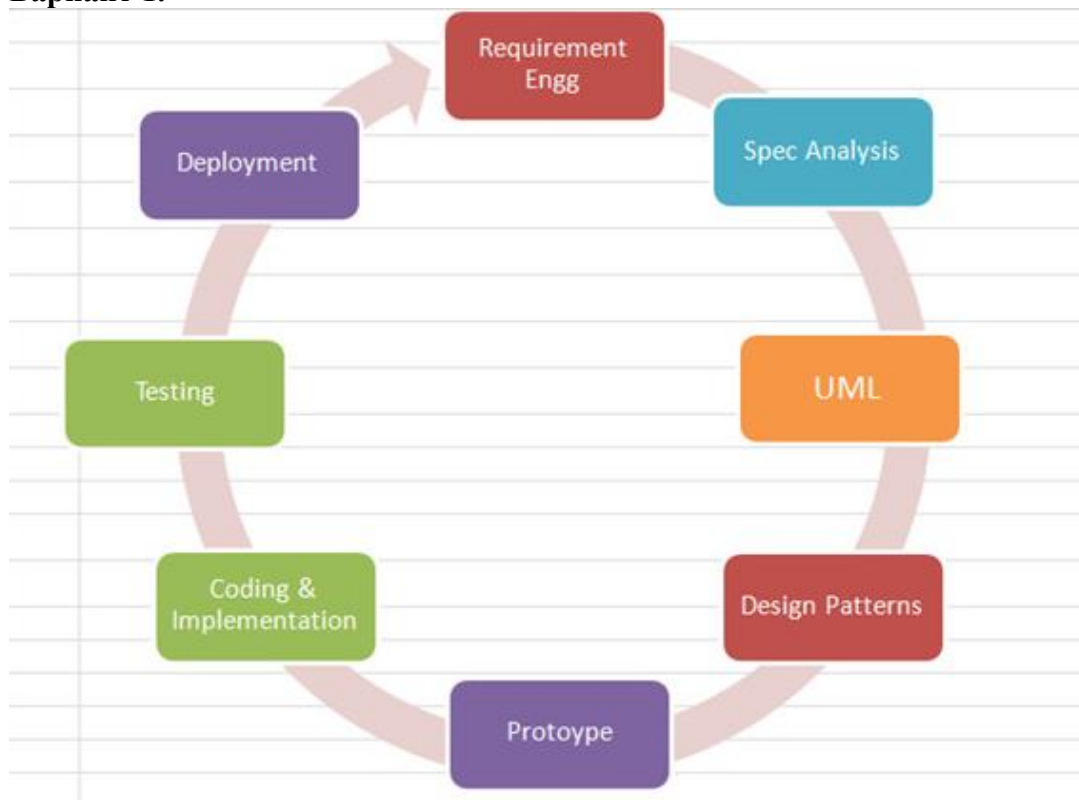 Requirement
Engg
Spec Analysis
UML
Design Patterns
Protoype
Coding &
Implementation
Testing
Deployment